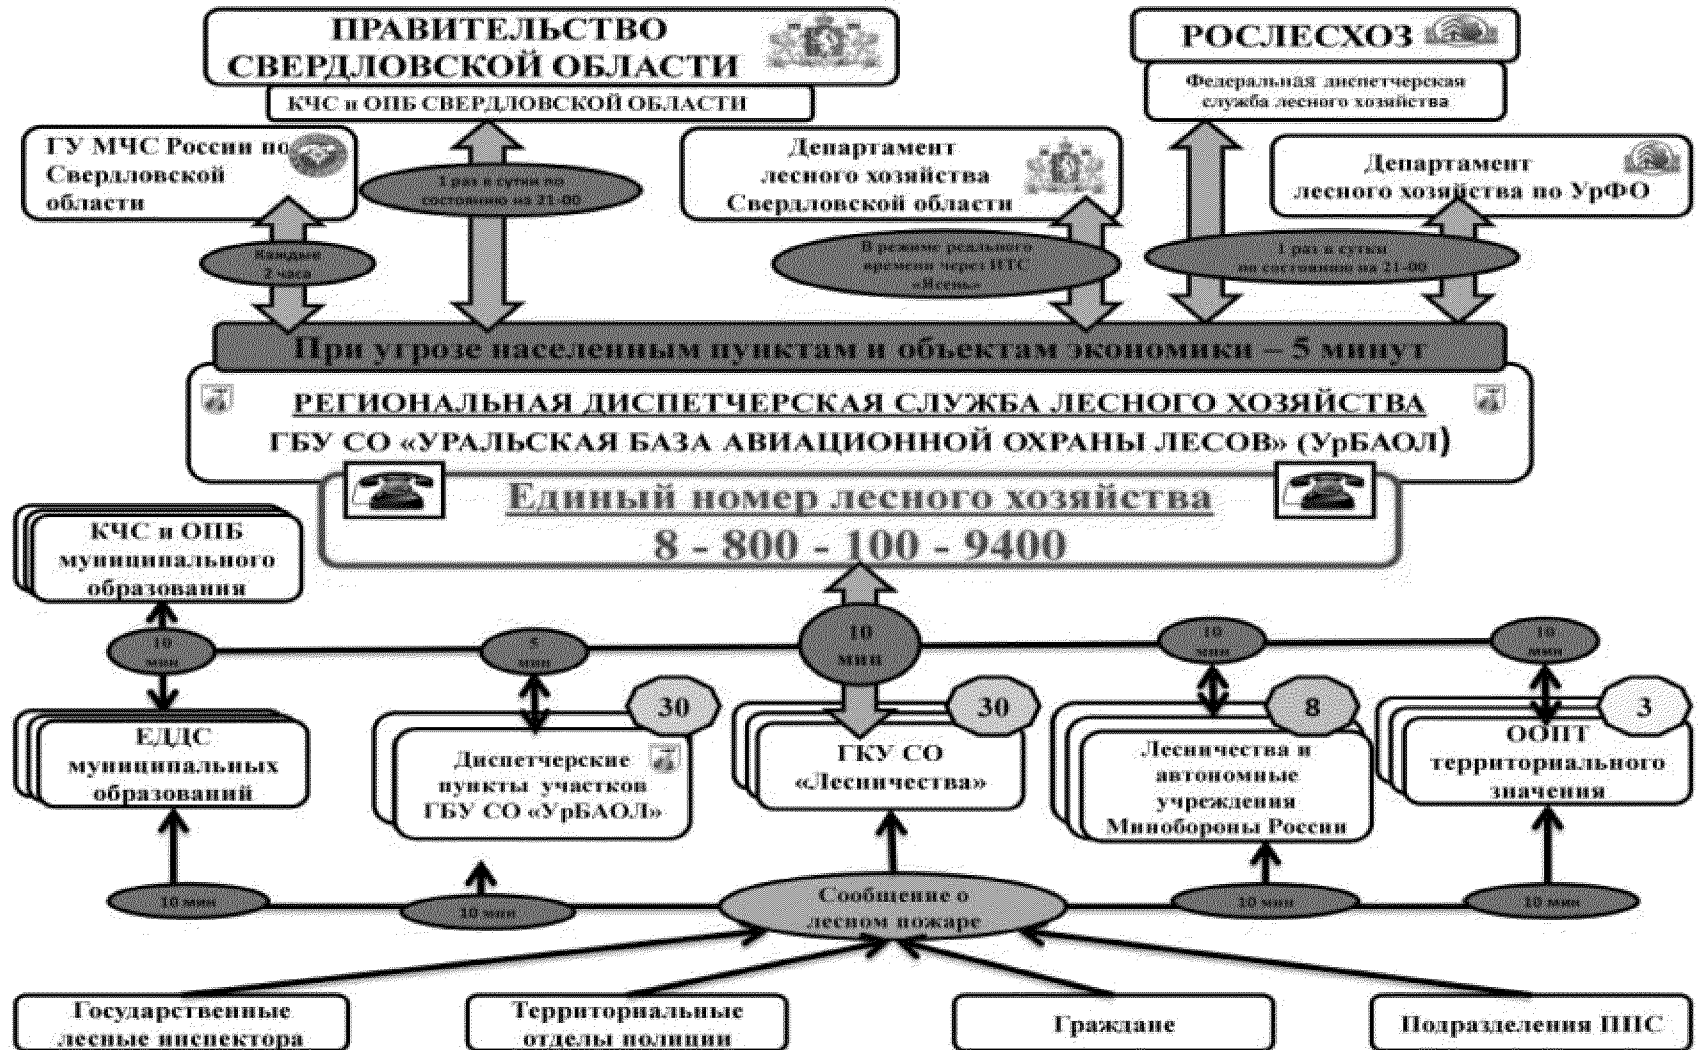 ПРАВИТЕЛЬСТВО
СВЕРДЛОВСКОЙ ОБЛАСТИ
КЧС и ОПБ СВЕРДЛОВСКОЙ ОБЛАСТИ
РОСЛЕСХОЗ
Федеральная диспетчерская
служба лесного хозяйства
ГУ МЧС России по
Свердловской
области
1 раз в сутки по
состоянию на 21-00
Департамент
лесного хозяйства
Свердловской области
Департамент
лесного хозяйства по УрФО
Каждые
2 часа
В режиме реального
времени через ИТС
«Ясень»
1 раз в сутки
по состоянию на 21-00
При угрозе населенным пунктам и объектам экономики – 5 минут
РЕГИОНАЛЬНАЯ ДИСПЕТЧЕРСКАЯ СЛУЖБА ЛЕСНОГО ХОЗЯЙСТВА
ГБУ СО «УРАЛЬСКАЯ БАЗА АВИАЦИОННОЙ ОХРАНЫ ЛЕСОВ» (УрБАОЛ)
Единый номер лесного хозяйства
8 - 800 - 100 - 9400
КЧС и ОПБ
муниципального
образования
10
мин
5
мин
10
мин
10
мин
10
мин
ЕДДС
муниципальных
образований
30
Диспетчерские
пункты участков
ГБУ СО «УрБАОЛ»
30
ГКУ СО
«Лесничества»
8
Лесничества и
автономные
учреждения
Минобороны России
3
ООПТ
территориального
значения
10 мин
10 мин
Сообщение о
лесном пожаре
10 мин
10 мин
Государственные
лесные инспектора
Территориальные
отделы полиции
Граждане
Подразделения ППС